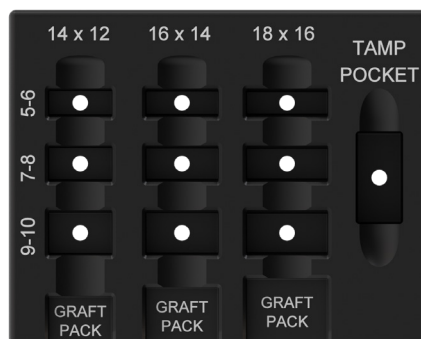 14 x 12
16 x 14
18 x 16
TAMP
POCKET
5-6
7-8
9-10
GRAFT
PACK
GRAFT
PACK
GRAFT
PACK